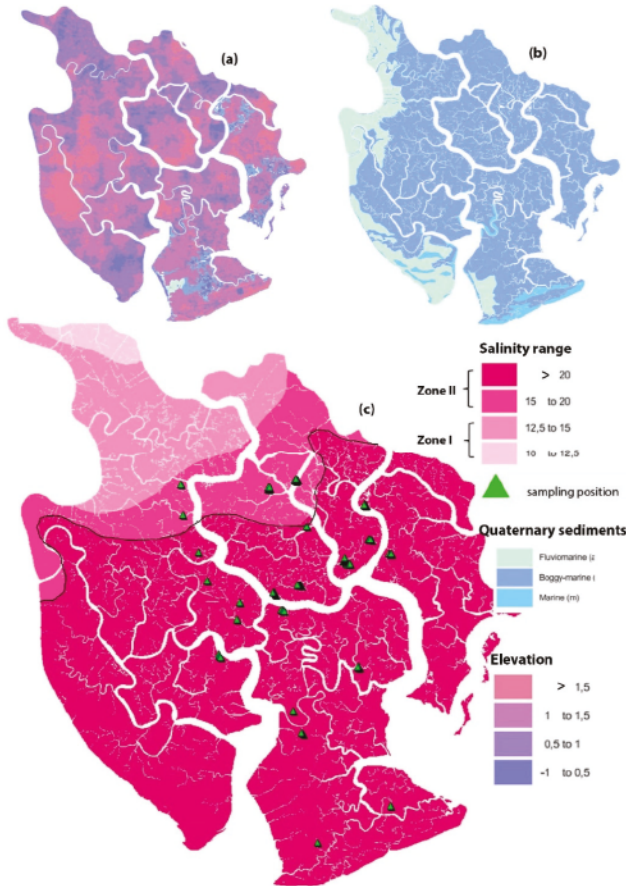 (a)
(b)
(c)
Salinity range
Zone II
> 20
15 to 20
Zone I
12,5 to 15
to 12,5
sampling position
Quaternary sediments
Fluviomarine
Boggy-marine (
Marine (m)
Elevation
> 1,5
1 to 1,5
0,5 to 1
-1 to 0,5